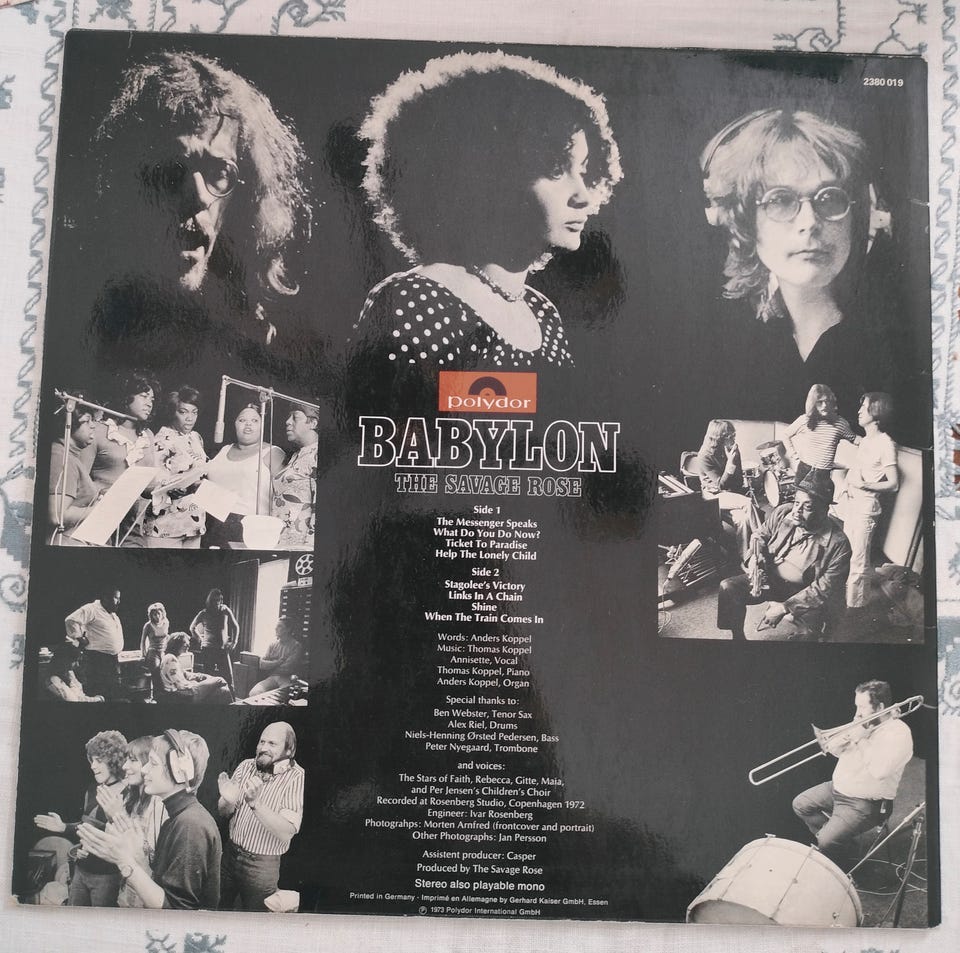 2380 019
polydor
BABYLON
THE SAVAGE ROSE
Side 1
The Messenger Speaks
What Do You Do Now?
Ticket To Paradise
Help The Lonely Child
Side 2
Stagolee's Victory
Links In A Chain
Shine
When The Train Comes In
Words: Anders Koppel
Music: Thomas Koppel
Annisette, Vocal
Thomas Koppel, Piano
Anders Koppel, Organ
Special thanks to:
Ben Webster, Tenor Sax
Alex Riel, Drums
Niels-Henning Ørsted Pedersen, Bass
Peter Nyegaard, Trombone
and voices:
The Stars of Faith, Rebecca, Gitte, Maia,
and Per Jensen's Children's Choir
Recorded at Rosenberg Studio, Copenhagen 1972
Engineer: Ivar Rosenberg
Photograhps: Morten Arnfred (frontcover and portrait)
Other Photographs: Jan Persson
Assistent producer: Casper
Produced by The Savage Rose
Stereo also playable mono
Printed in Germany · Imprimé en Allemagne by Gerhard Kaiser GmbH, Essen
Ⓟ 1973 Polydor International GmbH